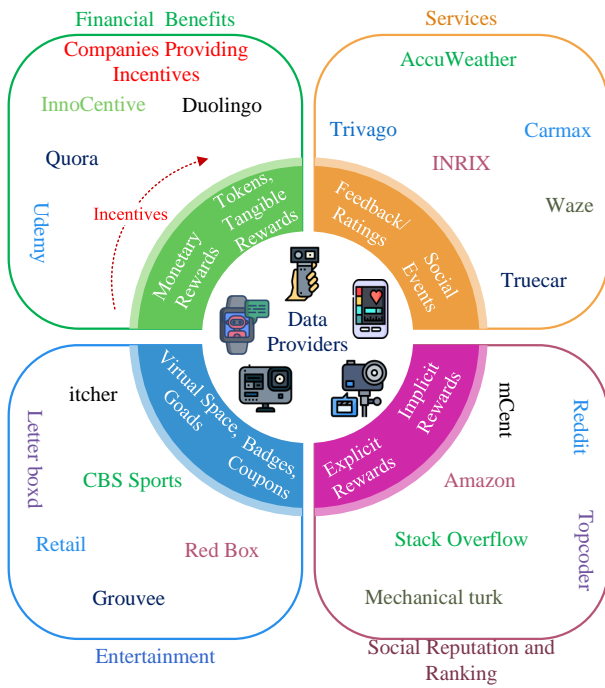 Financial Benefits
Companies Providing
Incentives
InnoCentive
Duolingo
Quora
Udemy
Incentives
Monetary
Rewards
Tokens,
Tangible
Rewards
Services
AccuWeather
Trivago
Carmax
INRIX
Waze
Truecar
Feedback/
Ratings
Social
Events
Data
Providers
Virtual Space, Badges,
Goads
Coupons
itcher
Letter boxd
CBS Sports
Retail
Red Box
Grouvee
Entertainment
Implicit Rewards
Explicit
Rewards
mCent
Reddit
Amazon
Topcoder
Stack Overflow
Mechanical turk
Social Reputation and
Ranking